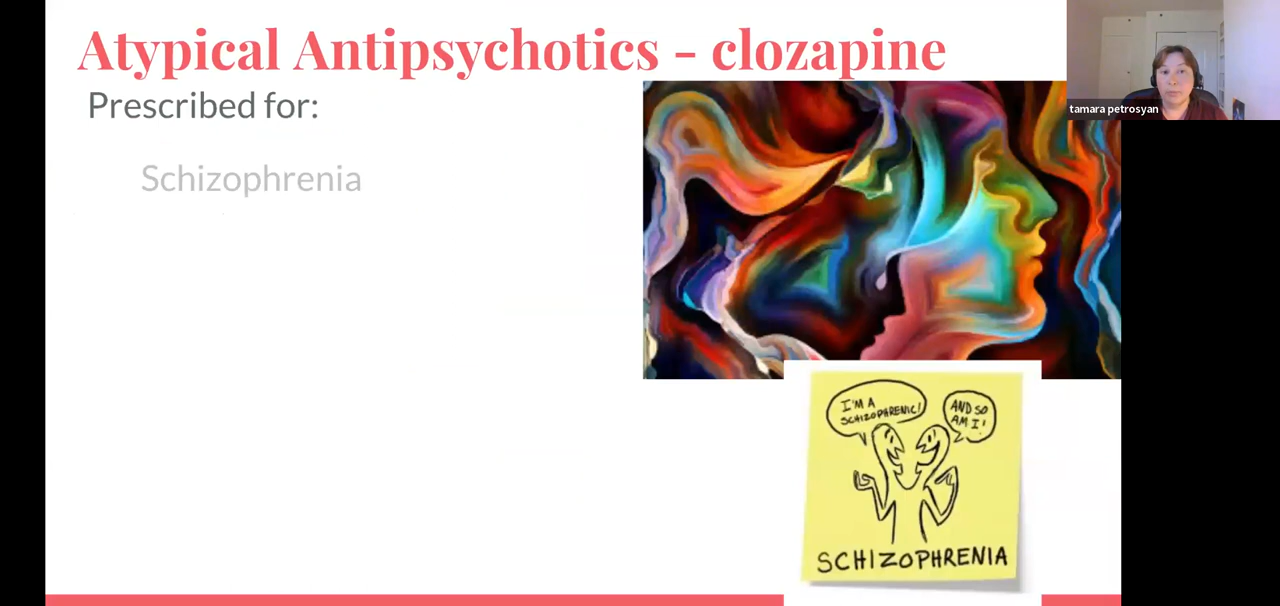 Atypical Antipsychotics - clozapine
Prescribed for:
Schizophrenia
tamara petrosyan
I'M A
SCHIZOPHRENIC!
AND SO
AM I!
SCHIZOPHRENIA